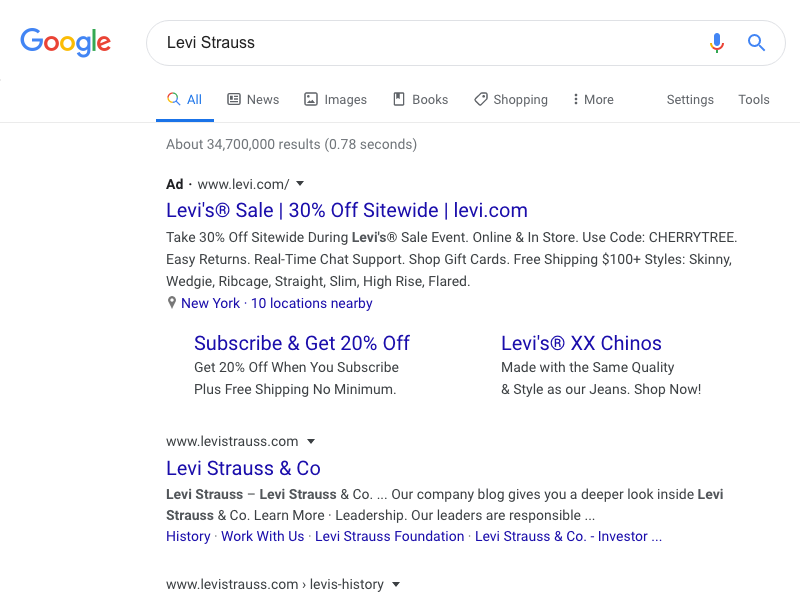 Google
Levi Strauss
All News Images Books Shopping More Settings Tools
About 34,700,000 results (0.78 seconds)
Ad · www.levi.com/
Levi's® Sale | 30% Off Sitewide | levi.com
Take 30% Off Sitewide During Levi's® Sale Event. Online & In Store. Use Code: CHERRYTREE.
Easy Returns. Real-Time Chat Support. Shop Gift Cards. Free Shipping $100+ Styles: Skinny,
Wedgie, Ribcage, Straight, Slim, High Rise, Flared.
New York · 10 locations nearby
Subscribe & Get 20% Off
Get 20% Off When You Subscribe
Plus Free Shipping No Minimum.
Levi's® XX Chinos
Made with the Same Quality
& Style as our Jeans. Shop Now!
www.levistrauss.com
Levi Strauss & Co
Levi Strauss – Levi Strauss & Co. ... Our company blog gives you a deeper look inside Levi
Strauss & Co. Learn More · Leadership. Our leaders are responsible ...
History · Work With Us · Levi Strauss Foundation · Levi Strauss & Co. - Investor ...
www.levistrauss.com › levis-history